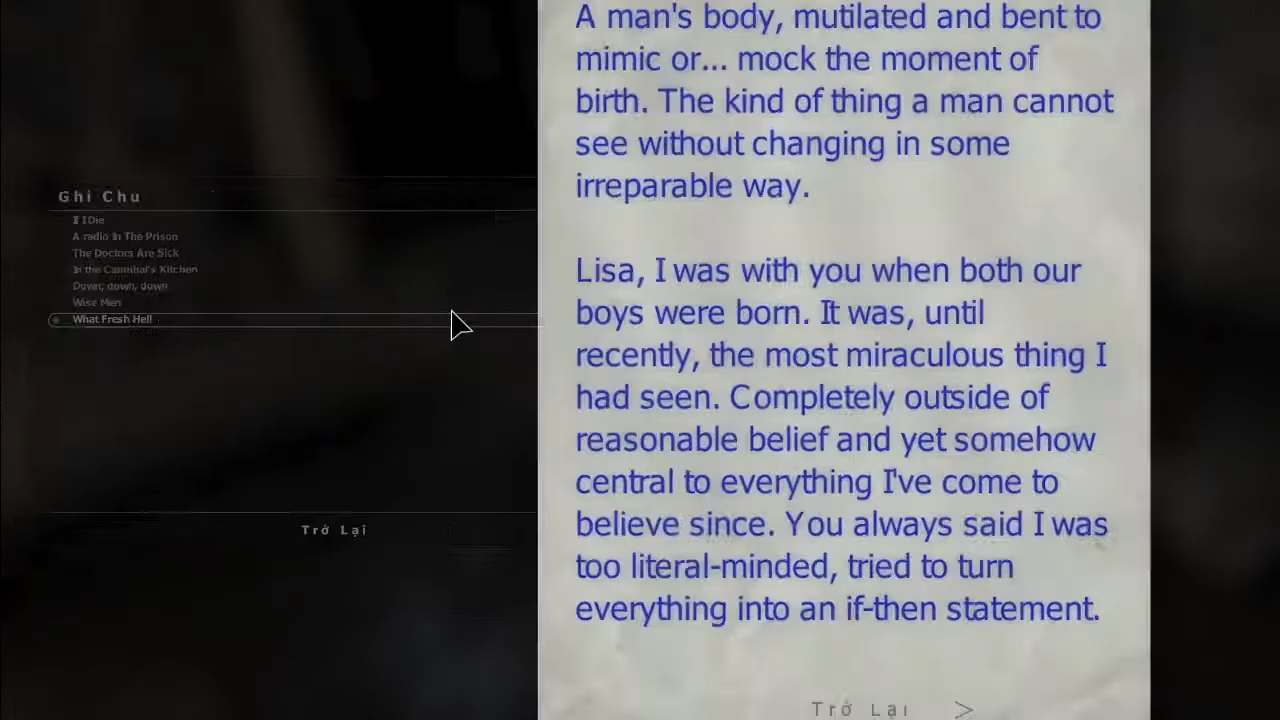 Ghi Chu
If I Die
A radio In The Prison
The Doctors Are Sick
In the Cannibal's Kitchen
Down, down, down
Wise Men
What Fresh Hell
Trở Lại
A man's body, mutilated and bent to
mimic or... mock the moment of
birth. The kind of thing a man cannot
see without changing in some
irreparable way.
Lisa, I was with you when both our
boys were born. It was, until
recently, the most miraculous thing I
had seen. Completely outside of
reasonable belief and yet somehow
central to everything I've come to
believe since. You always said I was
too literal-minded, tried to turn
everything into an if-then statement.
Trở Lại >